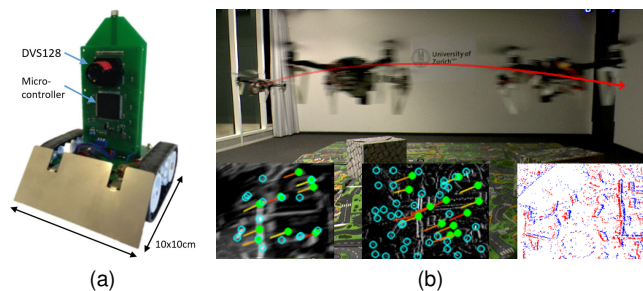 DVS128
Micro-
controller
10x10cm
(a)
University of
Zurich
(b)